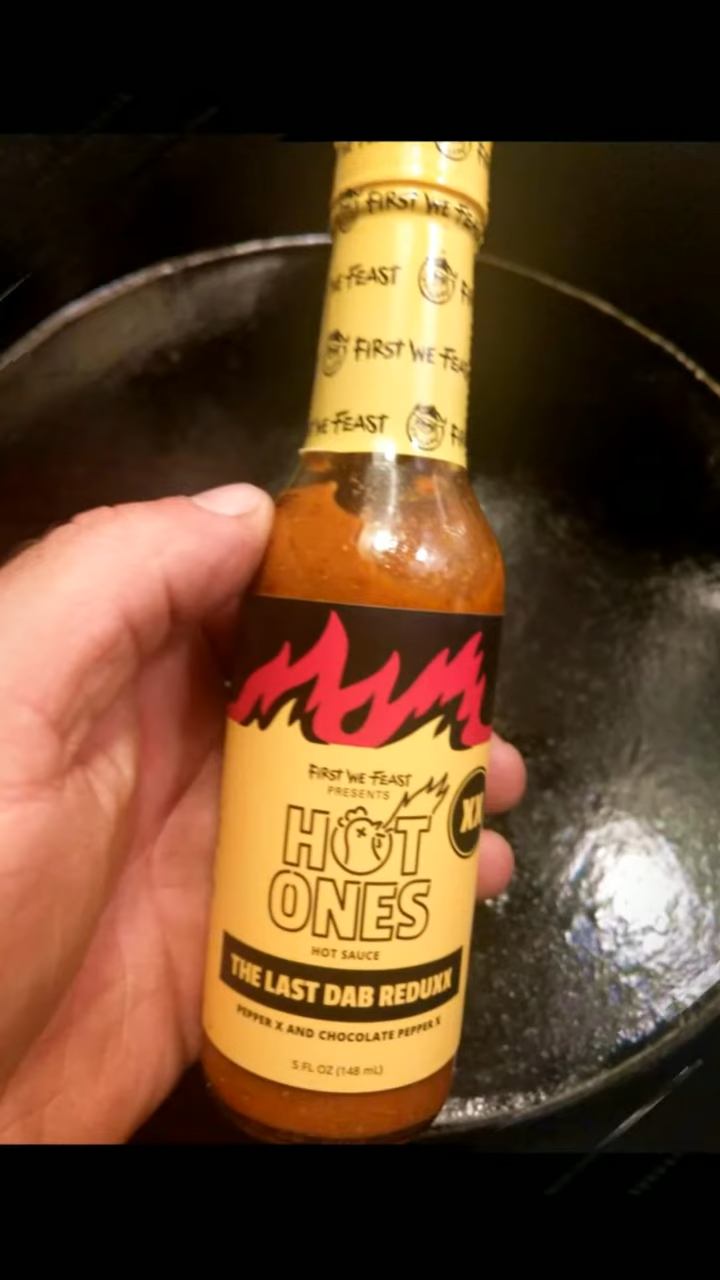 FIRST WE FEAST
WE FEAST
FIRST WE FEAST
WE FEAST
FIRST WE FEAST
PRESENTS
HOT
ONES
XX
HOT SAUCE
THE LAST DAB REDUXX
PEPPER X AND CHOCOLATE PEPPER X
5 FL OZ (148 mL)